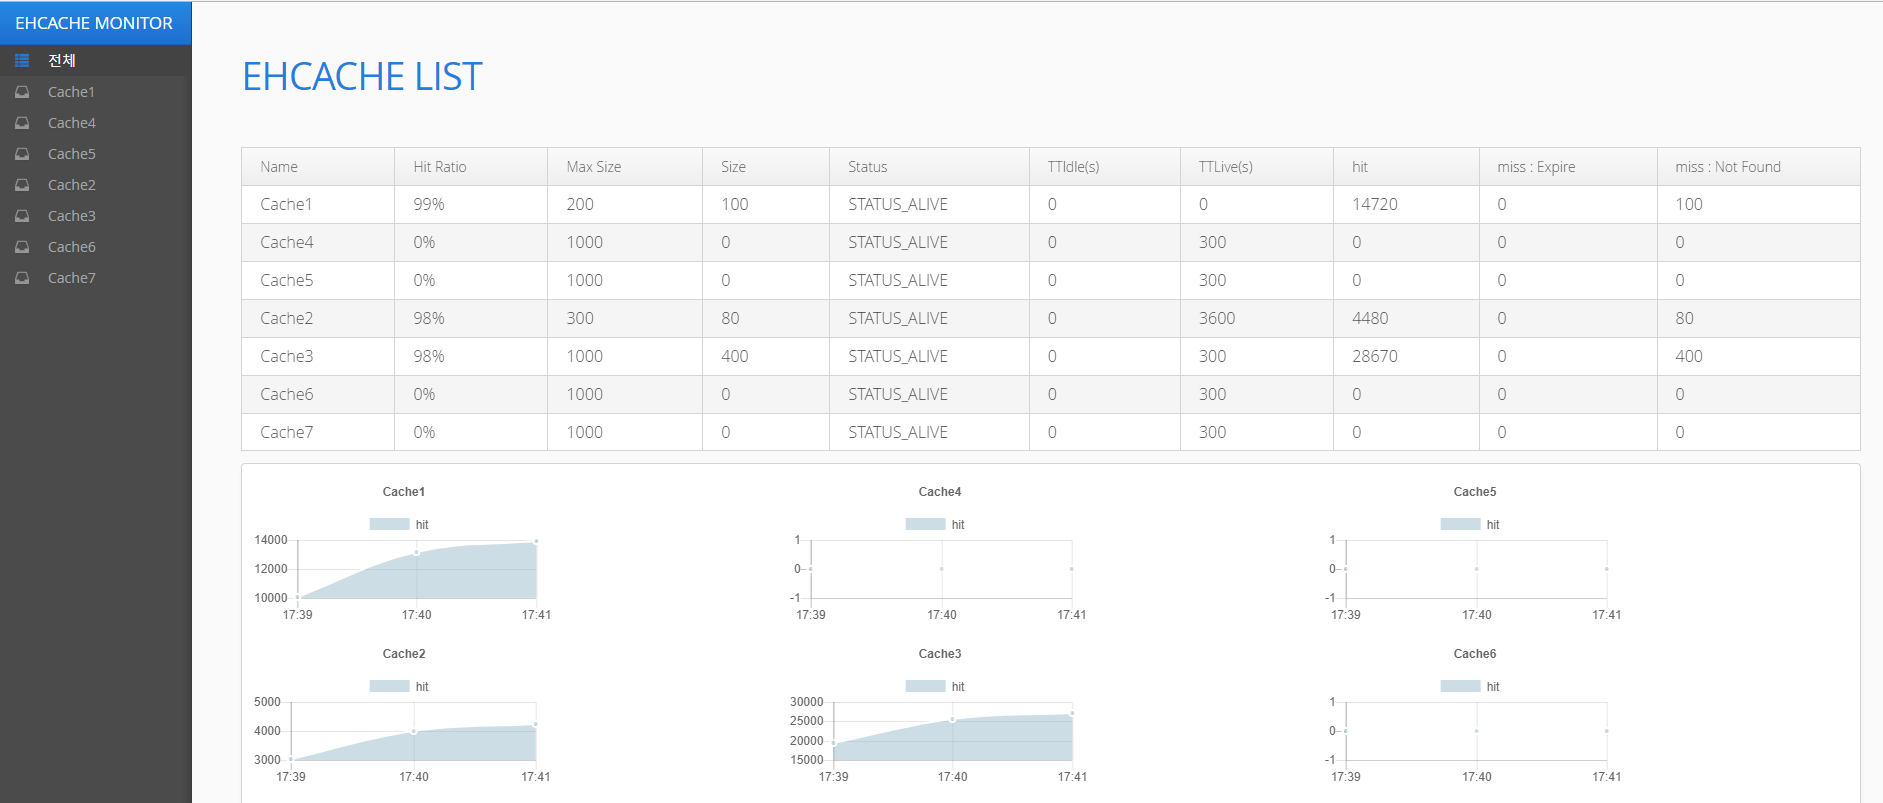 EHCACHE MONITOR
전체
Cache1
Cache4
Cache5
Cache2
Cache3
Cache6
Cache7
EHCACHE LIST
Name Hit Ratio Max Size Size Status TTIdle(s) TTLive(s) hit miss : Expire miss : Not Found
Cache1 99% 200 100 STATUS_ALIVE 0 0 14720 0 100
Cache4 0% 1000 0 STATUS_ALIVE 0 300 0 0 0
Cache5 0% 1000 0 STATUS_ALIVE 0 300 0 0 0
Cache2 98% 300 80 STATUS_ALIVE 0 3600 4480 0 80
Cache3 98% 1000 400 STATUS_ALIVE 0 300 28670 0 400
Cache6 0% 1000 0 STATUS_ALIVE 0 300 0 0 0
Cache7 0% 1000 0 STATUS_ALIVE 0 300 0 0 0
Cache1
hit
14000
12000
10000
17:39 17:40 17:41
Cache4
hit
1
0
-1
17:39 17:40 17:41
Cache5
hit
1
0
-1
17:39 17:40 17:41
Cache2
hit
5000
4000
3000
17:39 17:40 17:41
Cache3
hit
30000
25000
20000
15000
17:39 17:40 17:41
Cache6
hit
1
0
-1
17:39 17:40 17:41